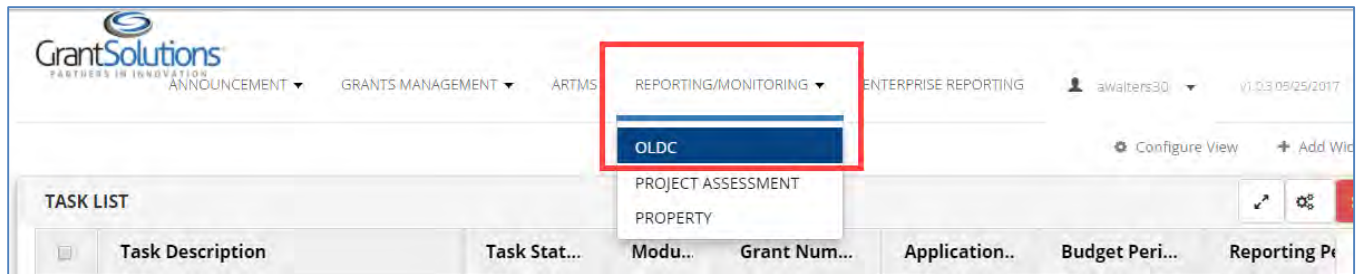 GrantSolutions
PARTNERS IN INNOVATION
ANNOUNCEMENT GRANTS MANAGEMENT ARTMS REPORTING/MONITORING ENTERPRISE REPORTING awalters30 v1.0.3 05/25/2017
OLDC
Configure View + Add Wid
PROJECT ASSESSMENT
TASK LIST
PROPERTY
Task Description Task Stat... Modu... Grant Num... Application.. Budget Peri... Reporting Pe